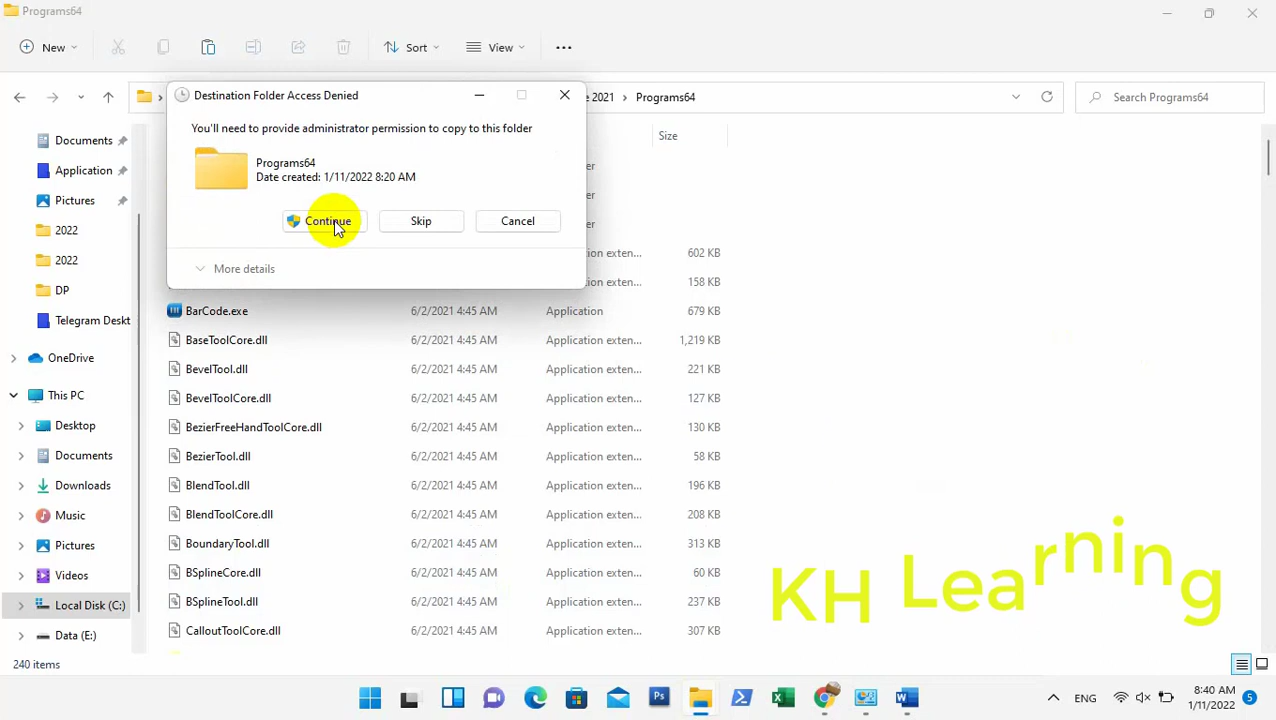 Programs64
New
Sort
View
e 2021 > Programs64
Search Programs64
Destination Folder Access Denied
You'll need to provide administrator permission to copy to this folder
Programs64
Date created: 1/11/2022 8:20 AM
Continue
Skip
Cancel
More details
Size
Documents
Application
Pictures
2022
2022
DP
Telegram Deskt
OneDrive
This PC
Desktop
Documents
Downloads
Music
Pictures
Videos
Local Disk (C:)
Data (E:)
der
der
Application exten... 602 KB
Application exten... 158 KB
BarCode.exe 6/2/2021 4:45 AM Application 679 KB
BaseToolCore.dll 6/2/2021 4:45 AM Application exten... 1,219 KB
BevelTool.dll 6/2/2021 4:45 AM Application exten... 221 KB
BevelToolCore.dll 6/2/2021 4:45 AM Application exten... 127 KB
BezierFreeHandToolCore.dll 6/2/2021 4:45 AM Application exten... 130 KB
BezierTool.dll 6/2/2021 4:45 AM Application exten... 58 KB
BlendTool.dll 6/2/2021 4:45 AM Application exten... 196 KB
BlendToolCore.dll 6/2/2021 4:45 AM Application exten... 208 KB
BoundaryTool.dll 6/2/2021 4:45 AM Application exten... 313 KB
BSplineCore.dll 6/2/2021 4:45 AM Application exten... 60 KB
BSplineTool.dll 6/2/2021 4:45 AM Application exten... 237 KB
CalloutToolCore.dll 6/2/2021 4:45 AM Application exten... 307 KB
KH Learning
240 items
ENG
8:40 AM
1/11/2022
5